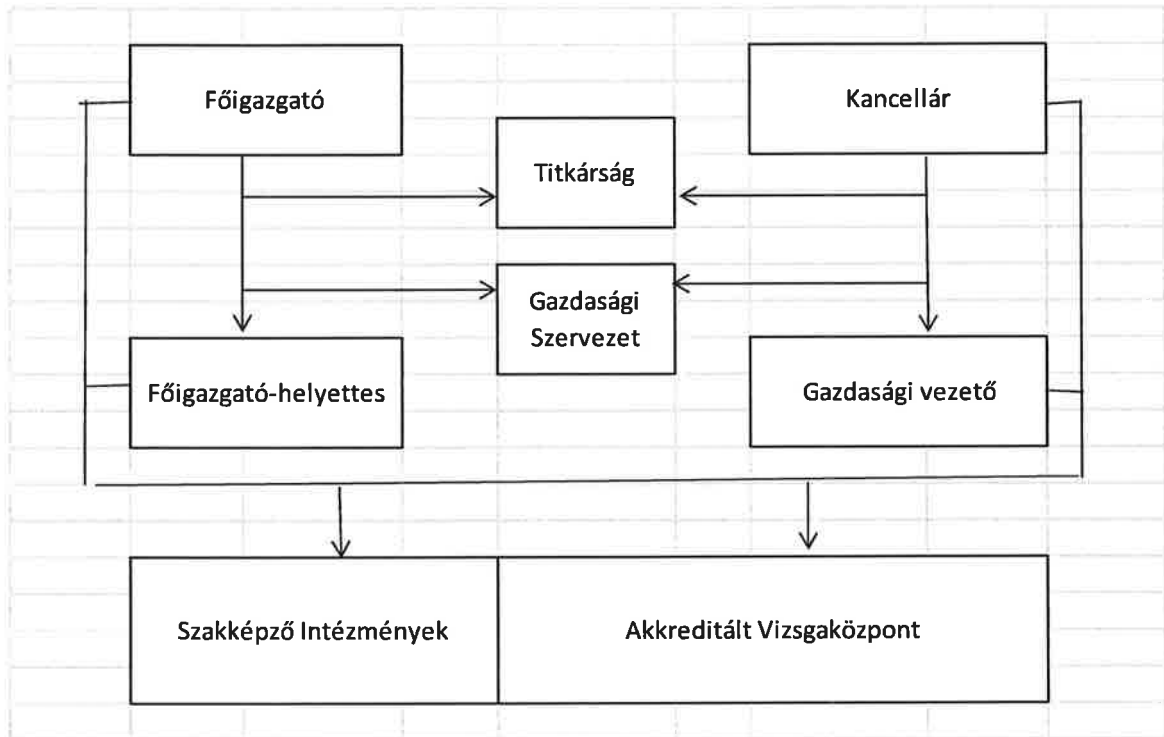 Főigazgató
Kancellár
Titkárság
Gazdasági
Szervezet
Főigazgató-helyettes
Gazdasági vezető
Szakképző Intézmények
Akkreditált Vizsgaközpont